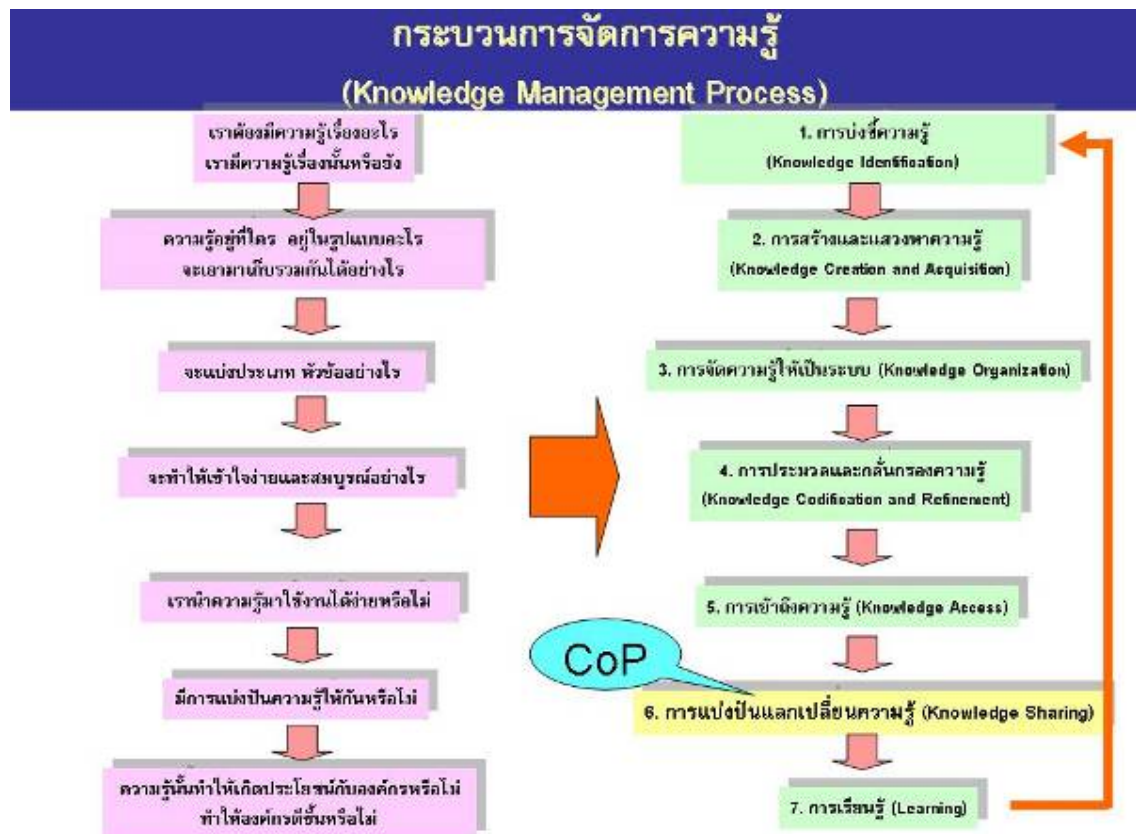 กระบวนการจัดการความรู้
(Knowledge Management Process)
เราต้องมีความรู้เรื่องอะไร
เรามีความรู้เรื่องนั้นหรือยัง
ความรู้อยู่ที่ใคร อยู่ในรูปแบบอะไร
จะเอามาเก็บรวมกันได้อย่างไร
จะแบ่งประเภท หัวข้ออย่างไร
จะทำให้เข้าใจง่ายและสมบูรณ์อย่างไร
เรานำความรู้มาใช้งานได้ง่ายหรือไม่
มีการแบ่งปันความรู้ให้กันหรือไม่
ความรู้นั้นทำให้เกิดประโยชน์กับองค์กรหรือไม่
ทำให้องค์กรดีขึ้นหรือไม่
1. การบ่งชี้ความรู้
(Knowledge Identification)
2. การสร้างและแสวงหาความรู้
(Knowledge Creation and Acquisition)
3. การจัดความรู้ให้เป็นระบบ (Knowledge Organization)
4. การประมวลและกลั่นกรองความรู้
(Knowledge Codification and Refinement)
5. การเข้าถึงความรู้ (Knowledge Access)
CoP
6. การแบ่งปันแลกเปลี่ยนความรู้ (Knowledge Sharing)
7. การเรียนรู้ (Learning)